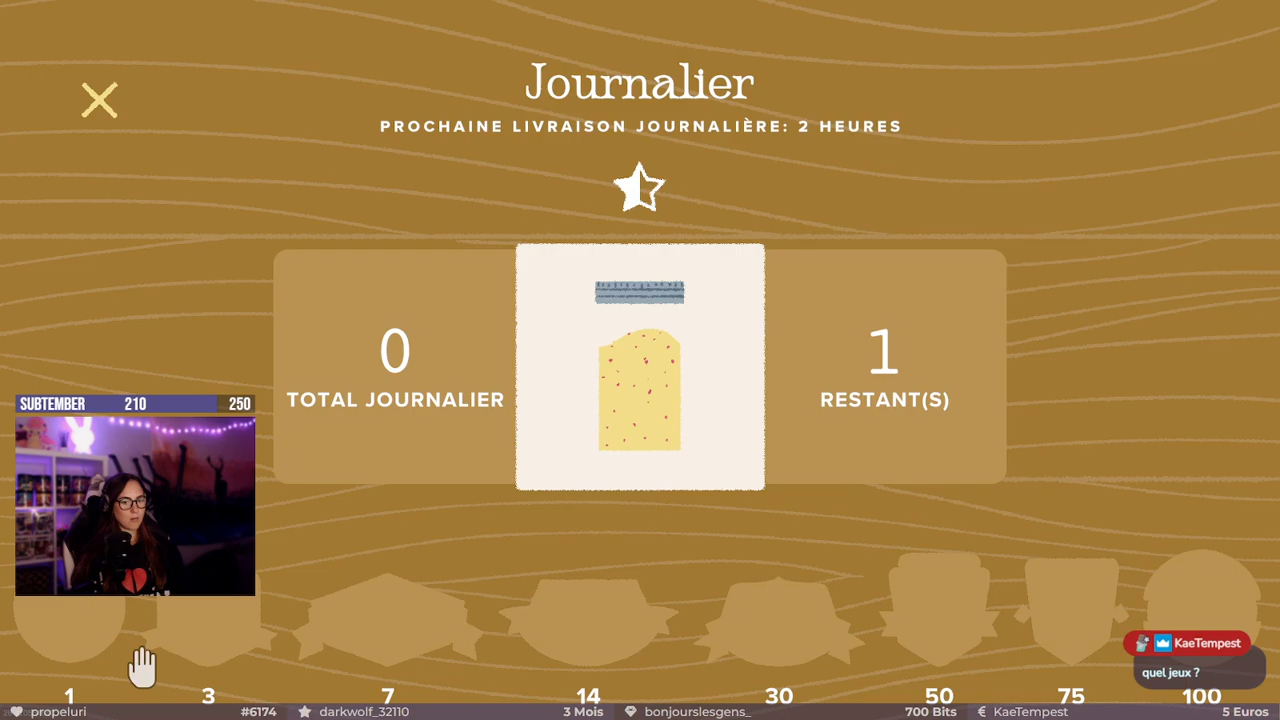 Journalier
PROCHAINE LIVRAISON JOURNALIÈRE: 2 HEURES
0
TOTAL JOURNALIER
1
RESTANT(S)
SUBTEMBER 210 250
KaeTempest
quel jeux ?
1 3 7 14 30 50 75 100
propeluri #6174 darkwolf_32110 3 Mois bonjourslesgens_ 700 Bits € KaeTempest 5 Euros